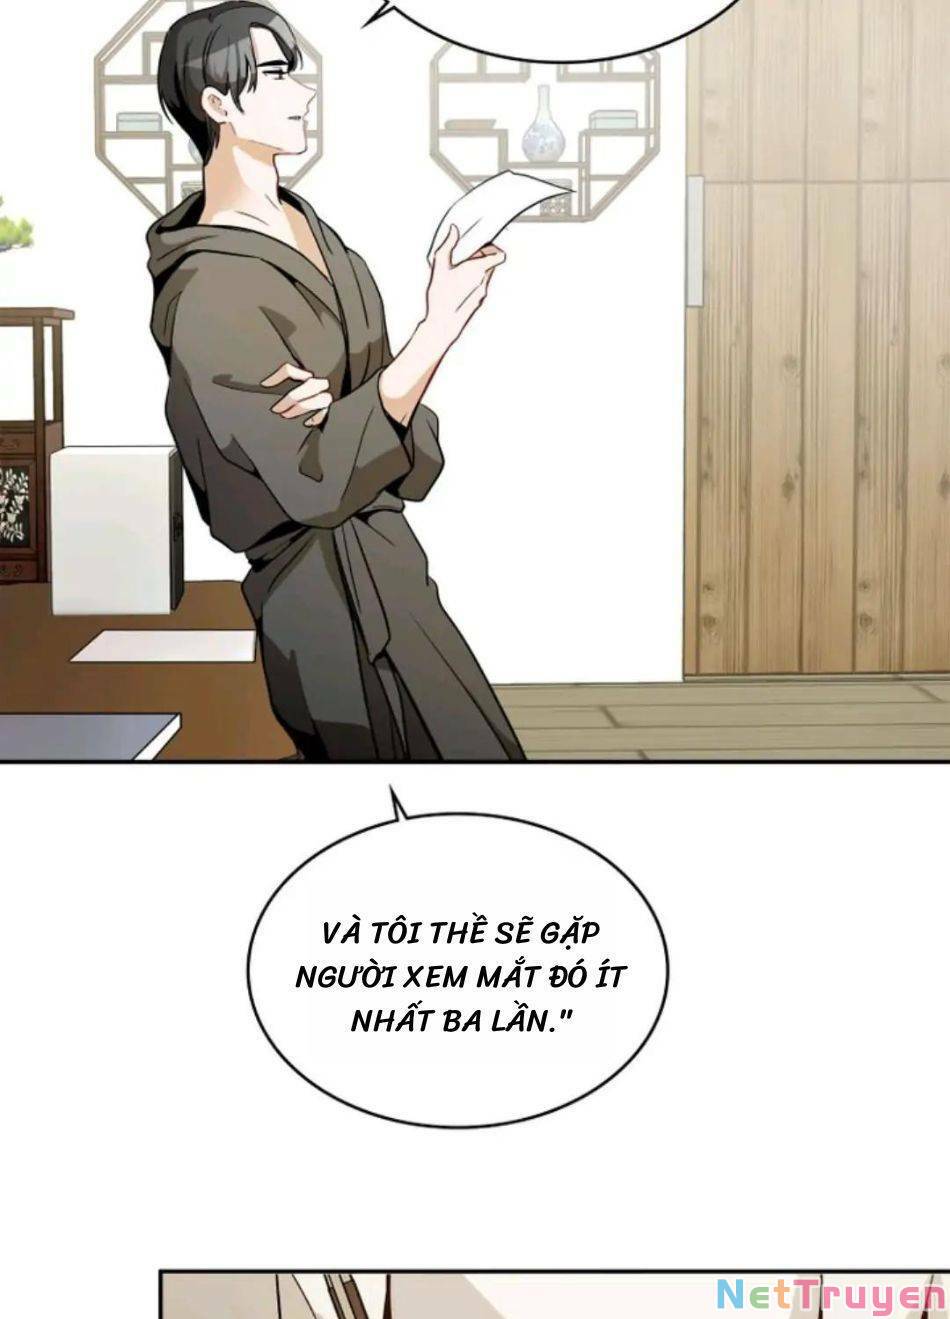 VÀ TÔI THỀ SẼ GẶP
NGƯỜI XEM MẮT ĐÓ ÍT
NHẤT BA LẦN."
NetTruyen